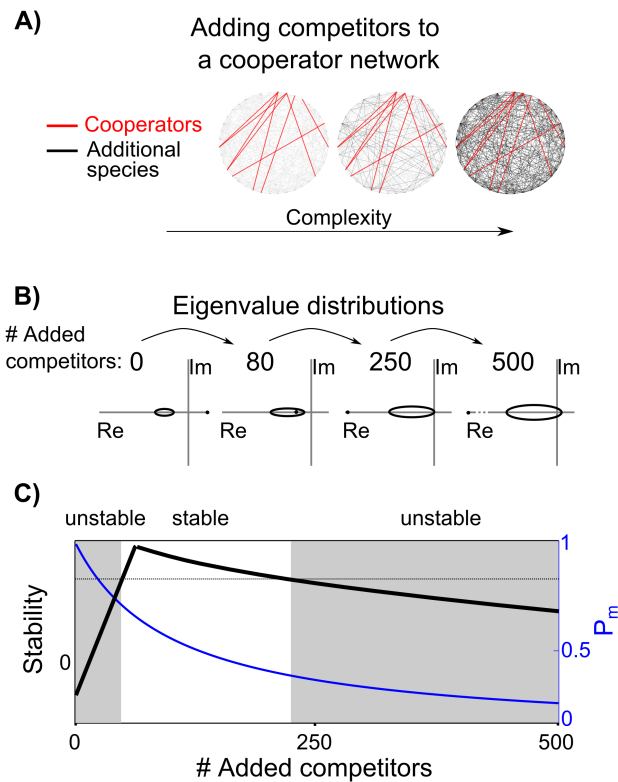 A)
Adding competitors to
a cooperator network
Cooperators
Additional
species
Complexity
B)
Eigenvalue distributions
# Added
competitors: 0 80 250 500
Im Im Im Im
Re Re Re Re
C)
unstable stable unstable
1
Stability
0
0.5
P_m
0
0 250 500
# Added competitors